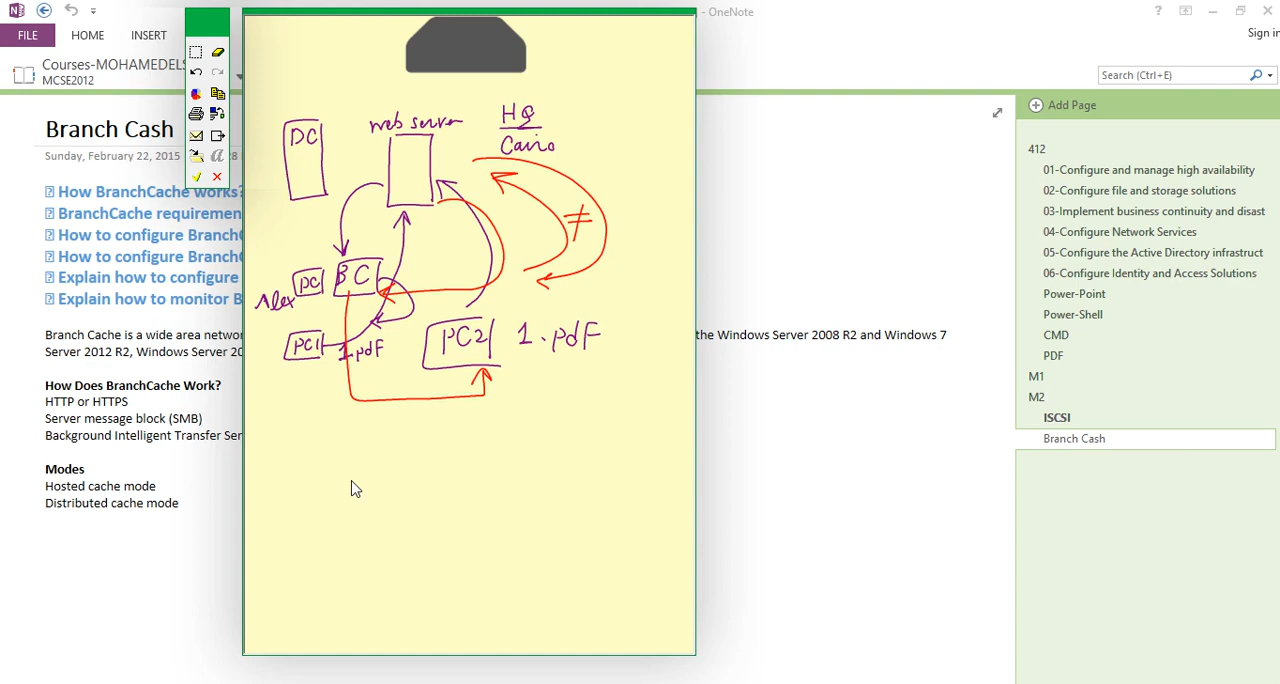 - OneNote
FILE
HOME
INSERT
Sign in
Courses-MOHAMEDELS
MCSE2012
Search (Ctrl+E)
Branch Cash
Sunday, February 22, 2015
How BranchCache works?
BranchCache requiremen
How to configure BranchC
How to configure BranchC
Explain how to configure
Explain how to monitor B
Branch Cache is a wide area networ
the Windows Server 2008 R2 and Windows 7
Server 2012 R2, Windows Server 20
How Does BranchCache Work?
HTTP or HTTPS
Server message block (SMB)
Background Intelligent Transfer Ser
Modes
Hosted cache mode
Distributed cache mode
DC
web server
HQ
Cairo
DC
BC
Alex
PC1
1.pdf
PC2
1.pdf
Add Page
412
01-Configure and manage high availability
02-Configure file and storage solutions
03-Implement business continuity and disast
04-Configure Network Services
05-Configure the Active Directory infrastruct
06-Configure Identity and Access Solutions
Power-Point
Power-Shell
CMD
PDF
M1
M2
ISCSI
Branch Cash